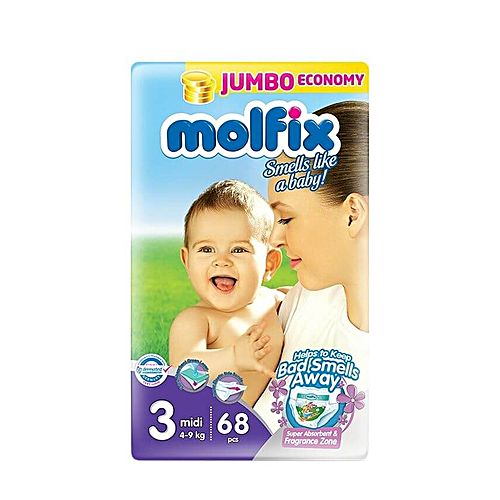 JUMBO ECONOMY
molfix
Smells like
a baby!
Helps to Keep
Bad Smells
Away
3 midi
4-9 kg
68
pcs
Super Absorbent &
Fragrance Zone